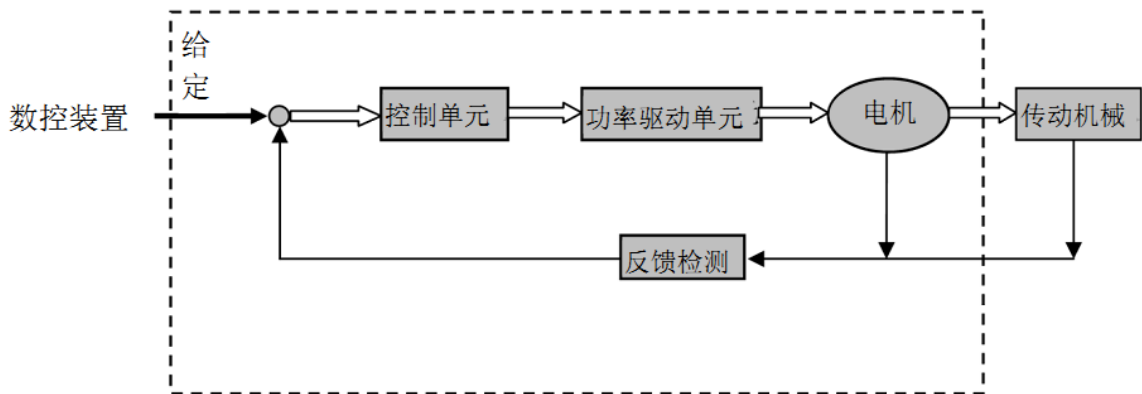 给
定
数控装置
控制单元
功率驱动单元
电机
传动机械
反馈检测